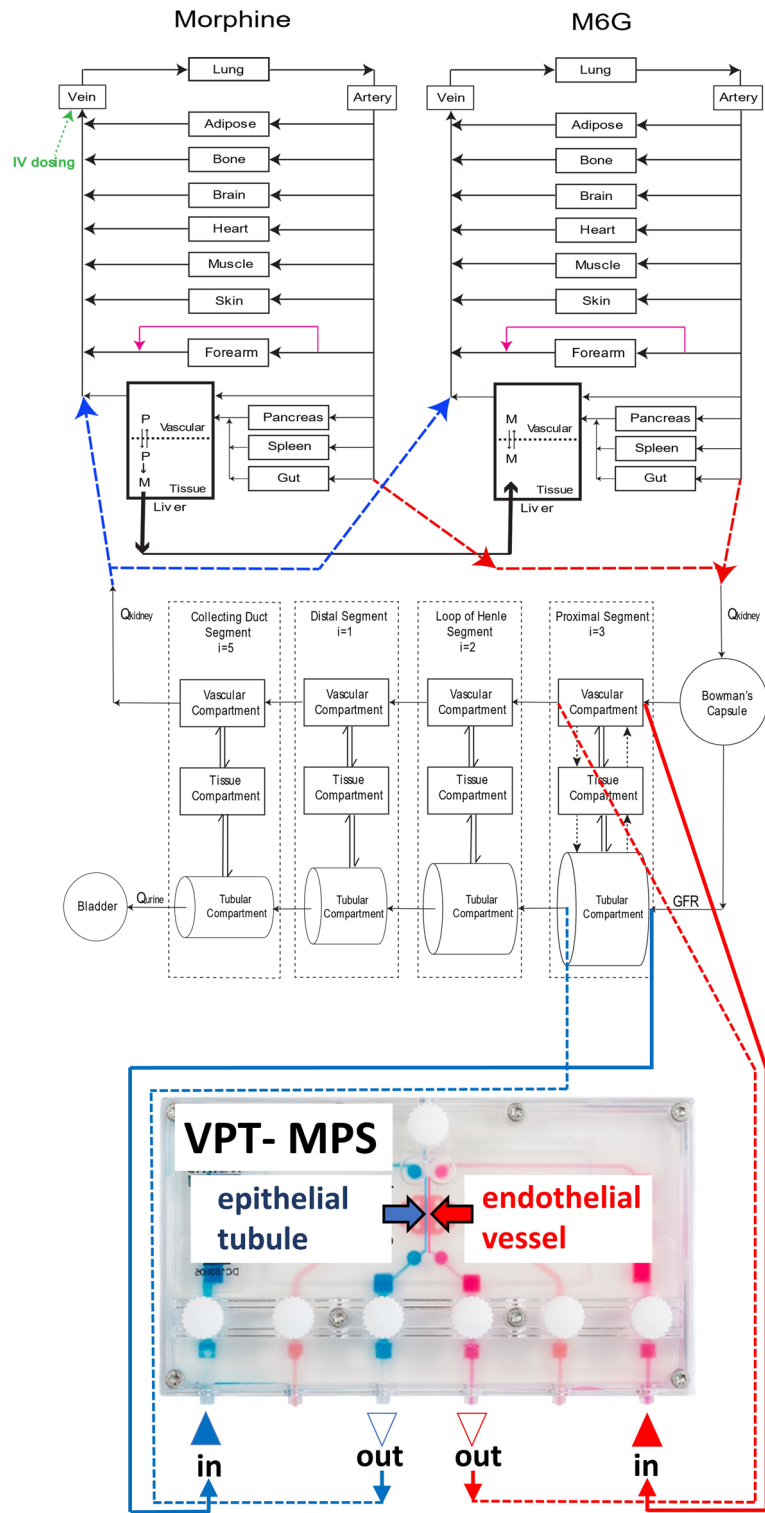 Morphine
M6G
Lung
Lung
Vein
Artery
Vein
Artery
Adipose
Adipose
IV dosing
Bone
Bone
Brain
Brain
Heart
Heart
Muscle
Muscle
Skin
Skin
Forearm
Forearm
P
Vascular
P
M
Tissue
Liver
Pancreas
Spleen
Gut
M
Vascular
M
Tissue
Liver
Pancreas
Spleen
Gut
Qkidney
Collecting Duct
Segment
i=5
Distal Segment
i=1
Loop of Henle
Segment
i=2
Proximal Segment
i=3
Qkidney
Vascular
Compartment
Vascular
Compartment
Vascular
Compartment
Vascular
Compartment
Bowman's
Capsule
Tissue
Compartment
Tissue
Compartment
Tissue
Compartment
Tissue
Compartment
Bladder
Qurine
Tubular
Compartment
Tubular
Compartment
Tubular
Compartment
Tubular
Compartment
GFR
VPT- MPS
epithelial
tubule
endothelial
vessel
in
out
out
in